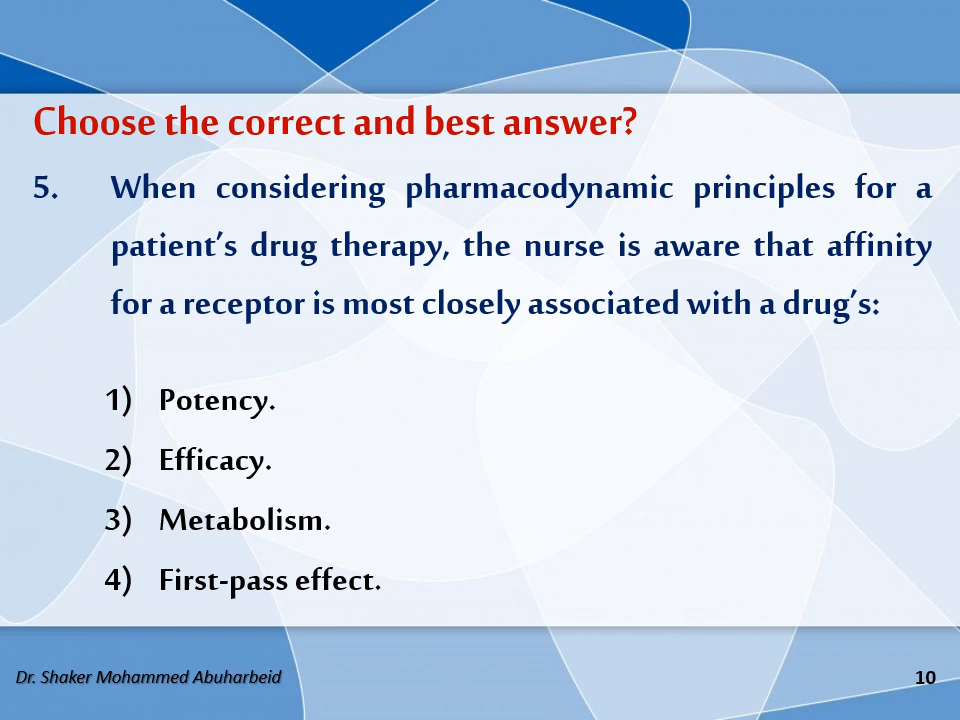 Choose the correct and best answer?
5. When considering pharmacodynamic principles for a
patient's drug therapy, the nurse is aware that affinity
for a receptor is most closely associated with a drug's:
1) Potency.
2) Efficacy.
3) Metabolism.
4) First-pass effect.
Dr. Shaker Mohammed Abuharbeid 10